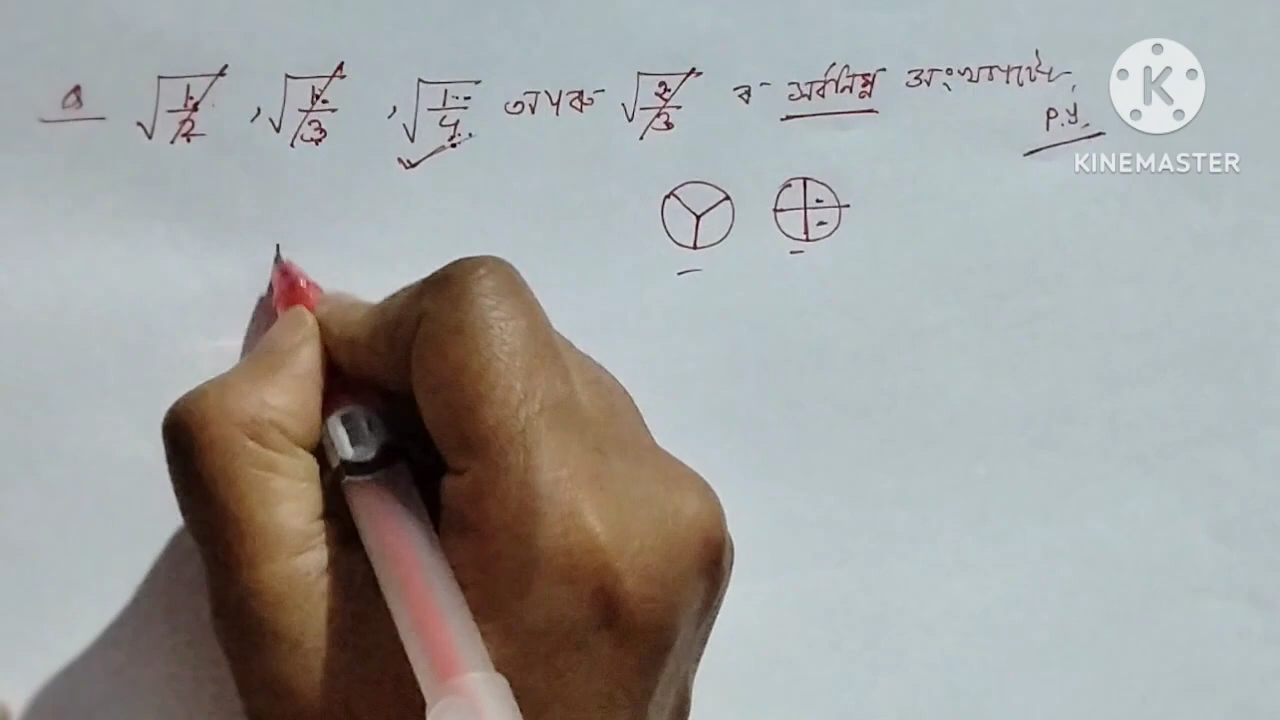 Q √1/2 , √1/3 , √1/4 আৰু √2/3 ৰ সৰ্বনিম্ন সংখ্যাটো
P.Y.
K
KINEMASTER